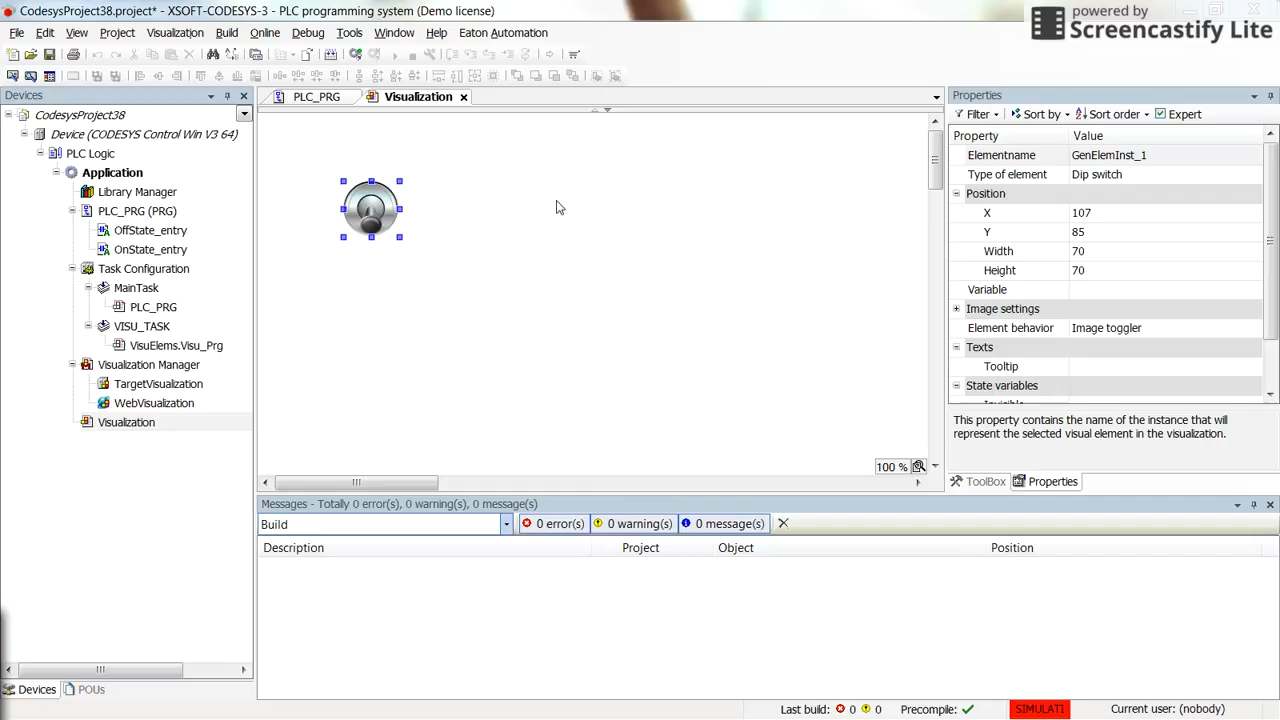 CodesysProject38.project* - XSOFT-CODESYS-3 - PLC programming system (Demo license)
powered by
Screencastify Lite
File Edit View Project Visualization Build Online Debug Tools Window Help Eaton Automation
Devices
CodesysProject38
Device (CODESYS Control Win V3 64)
PLC Logic
Application
Library Manager
PLC_PRG (PRG)
OffState_entry
OnState_entry
Task Configuration
MainTask
PLC_PRG
VISU_TASK
VisuElems.Visu_Prg
Visualization Manager
TargetVisualization
WebVisualization
Visualization
Devices POUs
PLC_PRG Visualization
100 %
Properties
Filter Sort by Sort order Expert
Property Value
Elementname GenElemInst_1
Type of element Dip switch
Position
X 107
Y 85
Width 70
Height 70
Variable
Image settings
Element behavior Image toggler
Texts
Tooltip
State variables
Invisible
This property contains the name of the instance that will
represent the selected visual element in the visualization.
ToolBox Properties
Messages - Totally 0 error(s), 0 warning(s), 0 message(s)
Build 0 error(s) 0 warning(s) 0 message(s)
Description Project Object Position
Last build: 0 0 Precompile: SIMULATI Current user: (nobody)